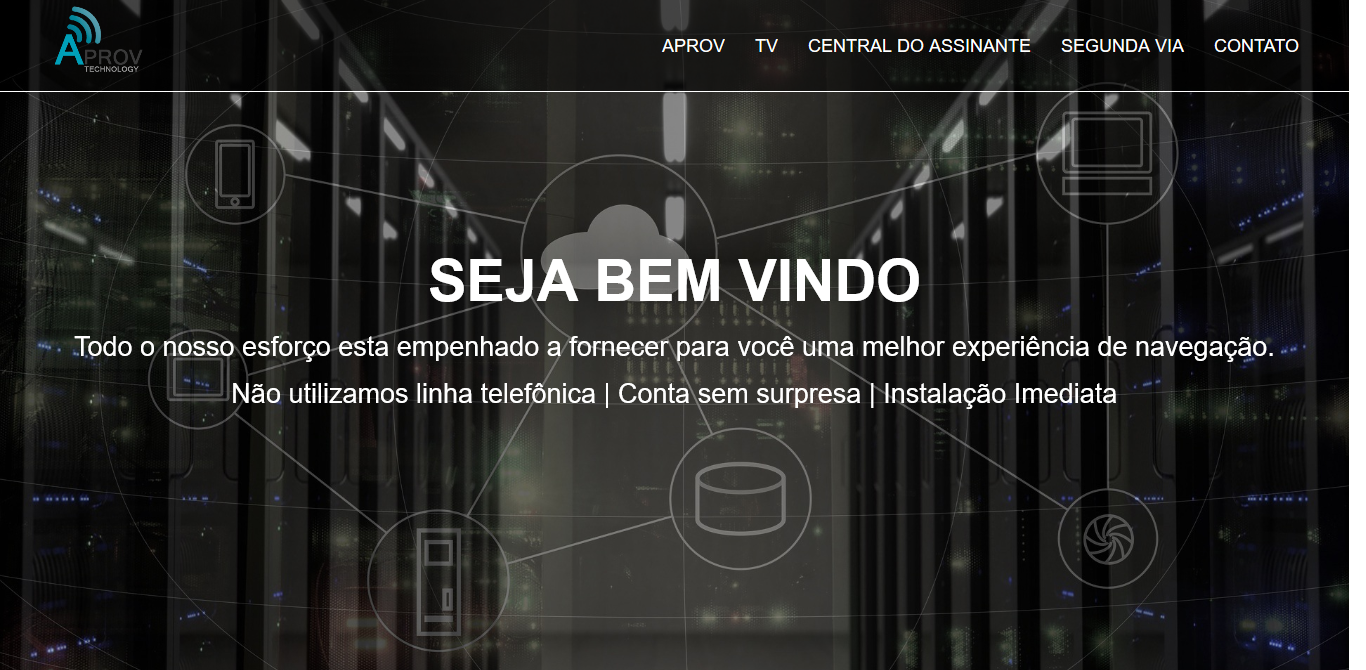 APROV
TECHNOLOGY
APROV TV CENTRAL DO ASSINANTE SEGUNDA VIA CONTATO
SEJA BEM VINDO
Todo o nosso esforço esta empenhado a fornecer para você uma melhor experiência de navegação.
Não utilizamos linha telefônica | Conta sem surpresa | Instalação Imediata